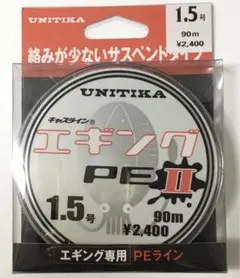 UNITIKA
1.5号
90m
¥2,400
絡みが少ないサスペンドタイプ
UNITIKA
キャスライン®
エギング
PEII
1.5号
90m
¥2,400
エギング専用 PEライン